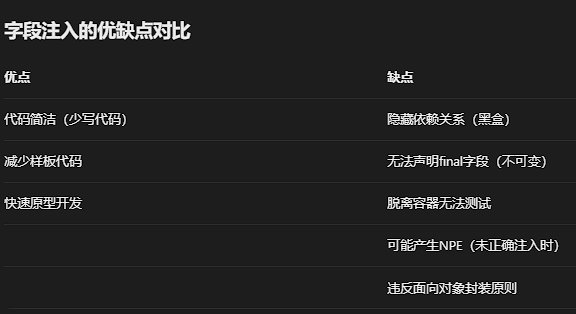 字段注入的优缺点对比
优点 缺点
代码简洁（少写代码） 隐藏依赖关系（黑盒）
减少样板代码 无法声明final字段（不可变）
快速原型开发 脱离容器无法测试
可能产生NPE（未正确注入时）
违反面向对象封装原则